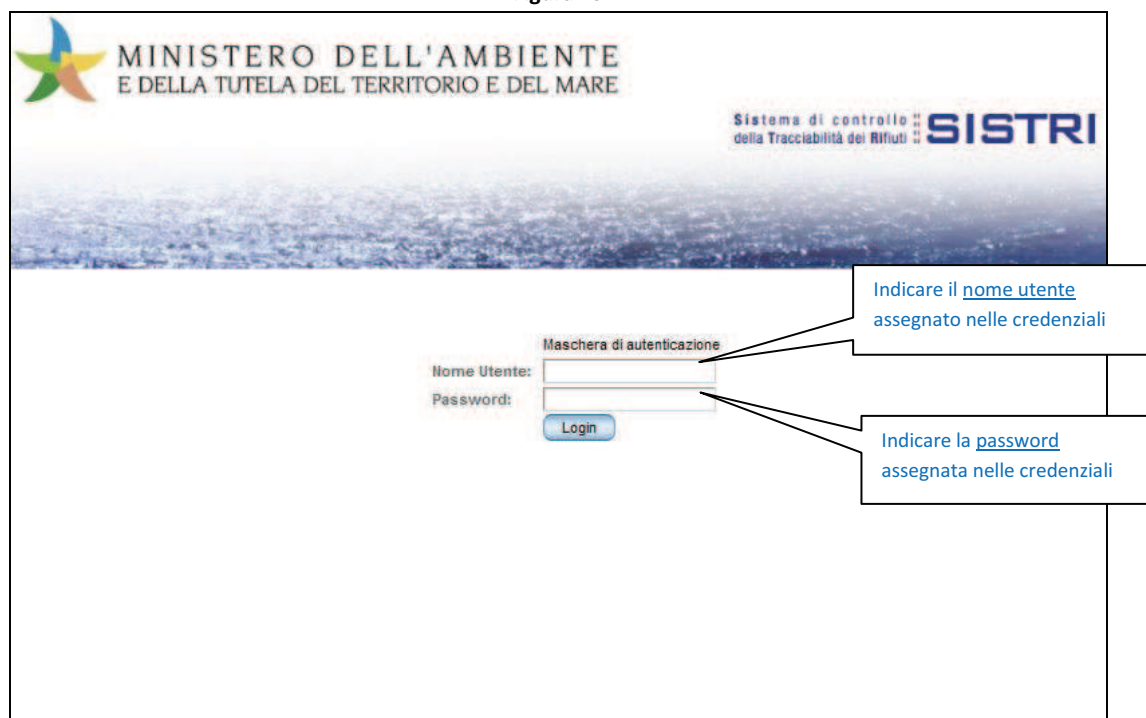 MINISTERO DELL'AMBIENTE
E DELLA TUTELA DEL TERRITORIO E DEL MARE
Sistema di controllo
della Tracciabilità dei Rifiuti
SISTRI
Indicare il nome utente
assegnato nelle credenziali
Maschera di autenticazione
Nome Utente:
Password:
Login
Indicare la password
assegnata nelle credenziali